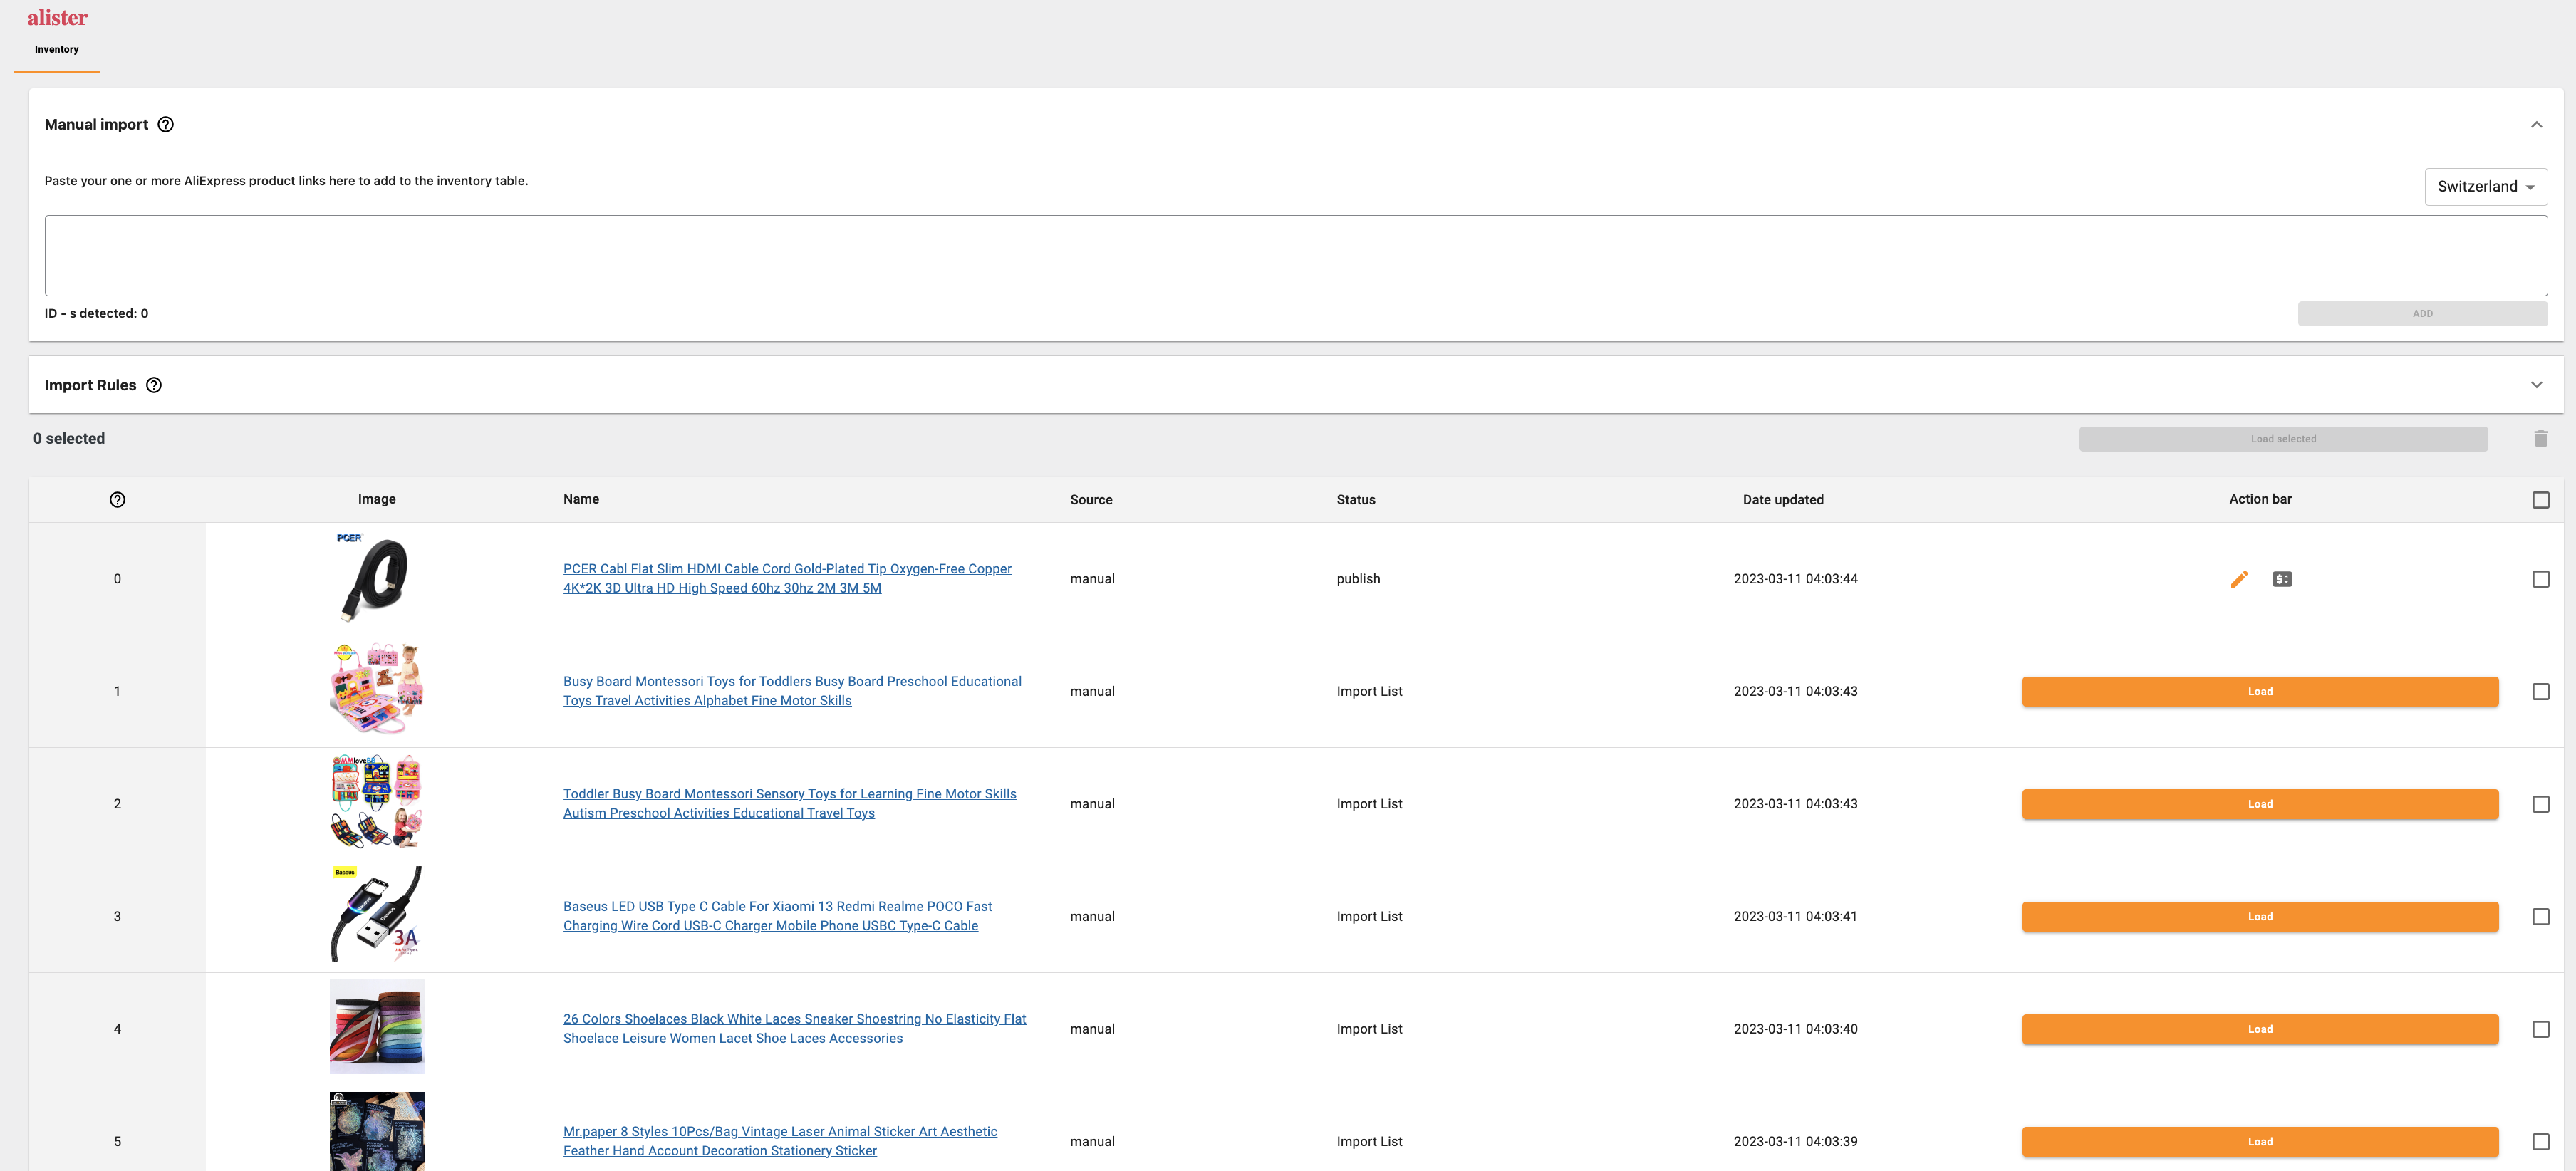 alister
Inventory
Manual import
Paste your one or more AliExpress product links here to add to the inventory table.
Switzerland
ID - s detected: 0
ADD
Import Rules
0 selected
Load selected
Image Name Source Status Date updated Action bar
PCER
0
PCER Cabl Flat Slim HDMI Cable Cord Gold-Plated Tip Oxygen-Free Copper
4K*2K 3D Ultra HD High Speed 60hz 30hz 2M 3M 5M
manual publish 2023-03-11 04:03:44
1
Busy Board Montessori Toys for Toddlers Busy Board Preschool Educational
Toys Travel Activities Alphabet Fine Motor Skills
manual Import List 2023-03-11 04:03:43 Load
MMloveBB
2
Toddler Busy Board Montessori Sensory Toys for Learning Fine Motor Skills
Autism Preschool Activities Educational Travel Toys
manual Import List 2023-03-11 04:03:43 Load
Baseus
3A
3
Baseus LED USB Type C Cable For Xiaomi 13 Redmi Realme POCO Fast
Charging Wire Cord USB-C Charger Mobile Phone USBC Type-C Cable
manual Import List 2023-03-11 04:03:41 Load
4
26 Colors Shoelaces Black White Laces Sneaker Shoestring No Elasticity Flat
Shoelace Leisure Women Lacet Shoe Laces Accessories
manual Import List 2023-03-11 04:03:40 Load
5
Mr.paper 8 Styles 10Pcs/Bag Vintage Laser Animal Sticker Art Aesthetic
Feather Hand Account Decoration Stationery Sticker
manual Import List 2023-03-11 04:03:39 Load